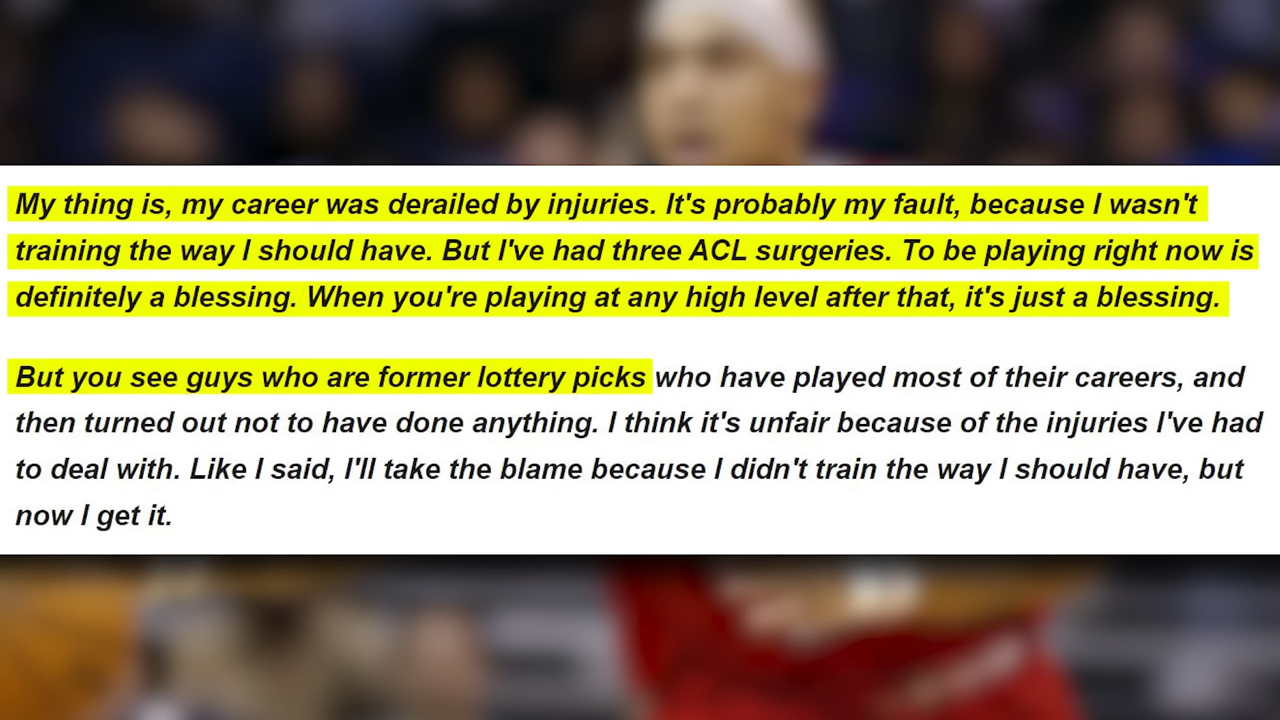 My thing is, my career was derailed by injuries. It's probably my fault, because I wasn't
training the way I should have. But I've had three ACL surgeries. To be playing right now is
definitely a blessing. When you're playing at any high level after that, it's just a blessing.
But you see guys who are former lottery picks who have played most of their careers, and
then turned out not to have done anything. I think it's unfair because of the injuries I've had
to deal with. Like I said, I'll take the blame because I didn't train the way I should have, but
now I get it.